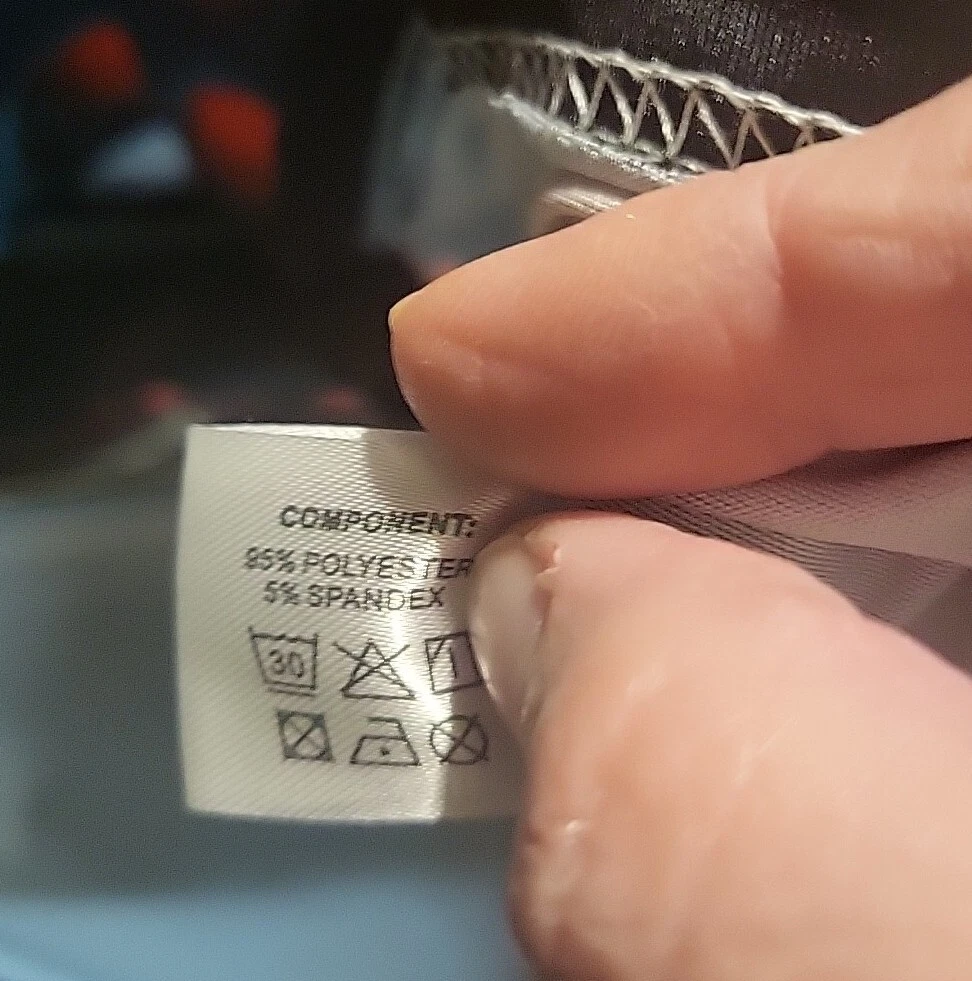 COMPONENT:
95% POLYESTER
5% SPANDEX
30